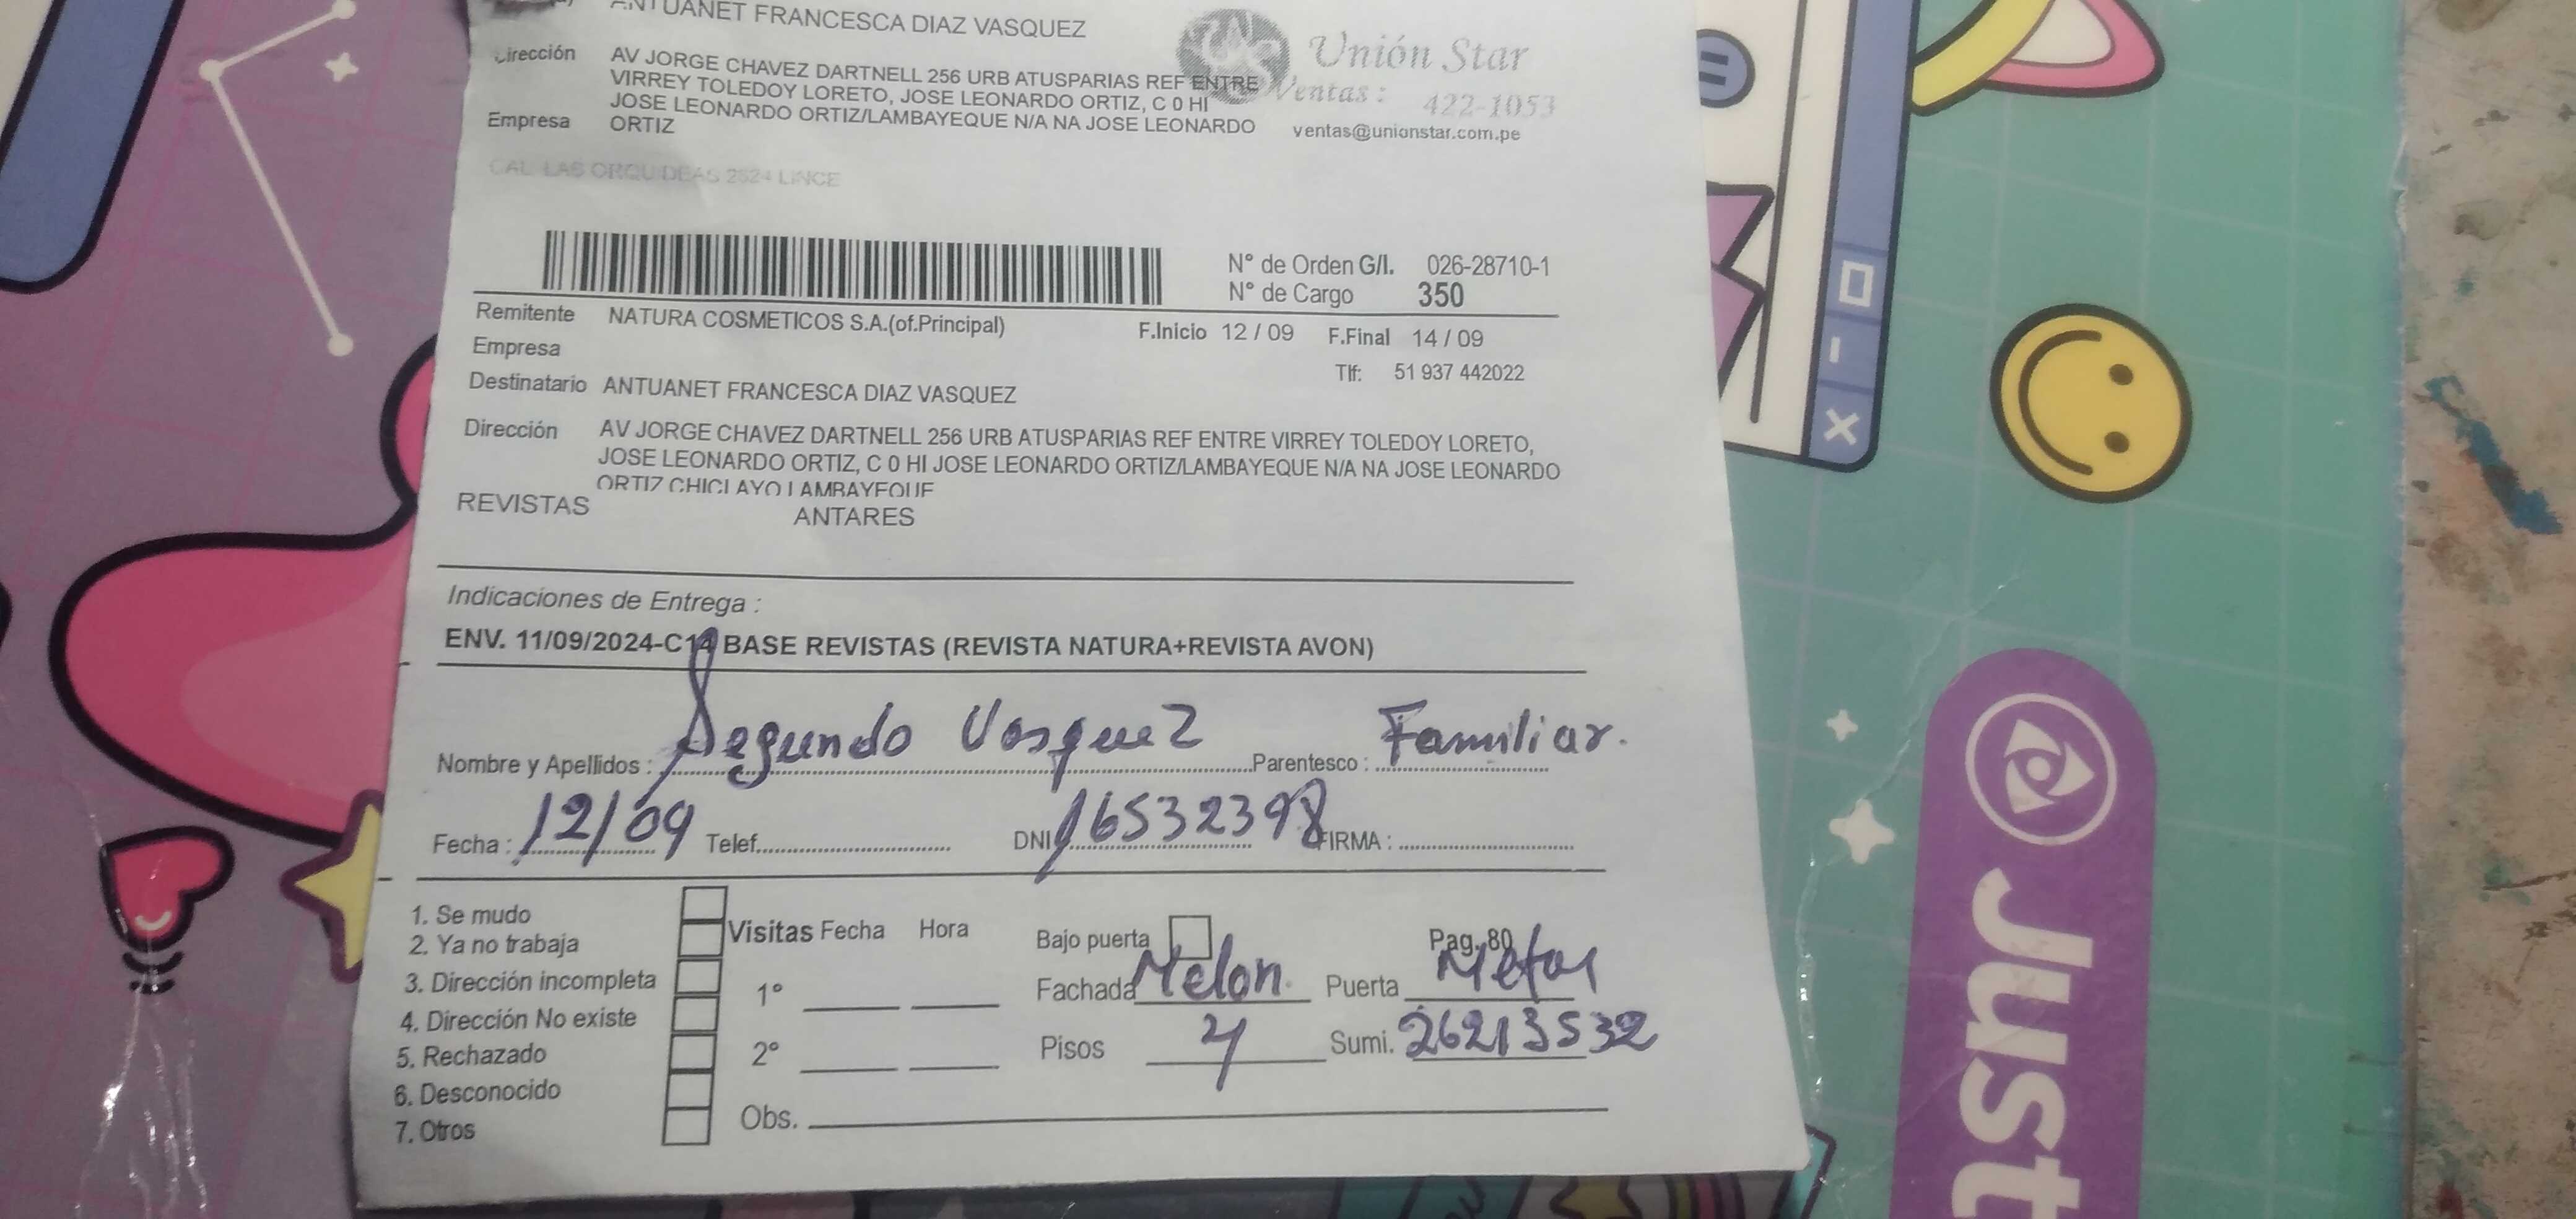 ANTUANET FRANCESCA DIAZ VASQUEZ
Unión Star
Dirección AV JORGE CHAVEZ DARTNELL 256 URB ATUSPARIAS REF ENTRE
VIRREY TOLEDOY LORETO, JOSE LEONARDO ORTIZ, C 0 HI
Ventas : 422-1053
JOSE LEONARDO ORTIZ/LAMBAYEQUE N/A NA JOSE LEONARDO
Empresa ORTIZ
ventas@unionstar.com.pe
CAL. LAS ORQUIDEAS 2624 LINCE
N° de Orden G/I. 026-28710-1
N° de Cargo 350
Remitente NATURA COSMETICOS S.A.(of.Principal)
F.Inicio 12 / 09 F.Final 14 / 09
Empresa
Tlf: 51 937 442022
Destinatario ANTUANET FRANCESCA DIAZ VASQUEZ
Dirección AV JORGE CHAVEZ DARTNELL 256 URB ATUSPARIAS REF ENTRE VIRREY TOLEDOY LORETO,
JOSE LEONARDO ORTIZ, C 0 HI JOSE LEONARDO ORTIZ/LAMBAYEQUE N/A NA JOSE LEONARDO
ORTIZ CHICLAYO LAMBAYEQUE
REVISTAS ANTARES
Indicaciones de Entrega :
ENV. 11/09/2024-C14 BASE REVISTAS (REVISTA NATURA+REVISTA AVON)
Nombre y Apellidos : Segundo Vasquez Parentesco : Familiar.
Fecha : 12/09 Telef. DNI 16532398 FIRMA :
1. Se mudo
2. Ya no trabaja
3. Dirección incompleta
4. Dirección No existe
5. Rechazado
6. Desconocido
7. Otros
Visitas Fecha Hora
1°
2°
Obs.
Bajo puerta Pag. 80
Fachada Melon. Puerta Metal
Pisos 4 Sumi. 26213532
Just